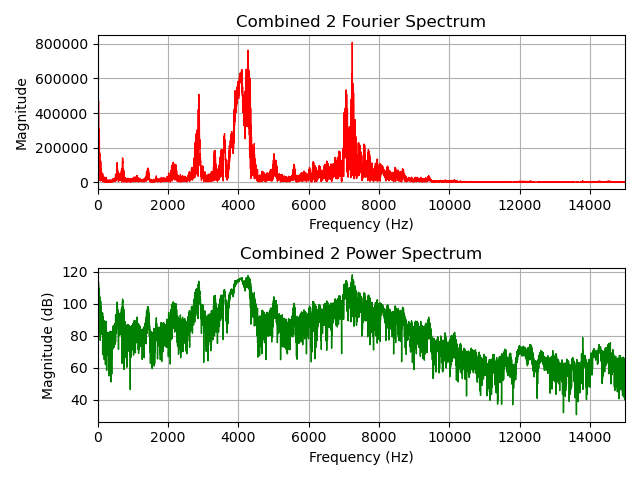 Combined 2 Fourier Spectrum
800000
600000
400000
200000
0
Magnitude
0 2000 4000 6000 8000 10000 12000 14000
Frequency (Hz)
Combined 2 Power Spectrum
120
100
80
60
40
Magnitude (dB)
0 2000 4000 6000 8000 10000 12000 14000
Frequency (Hz)